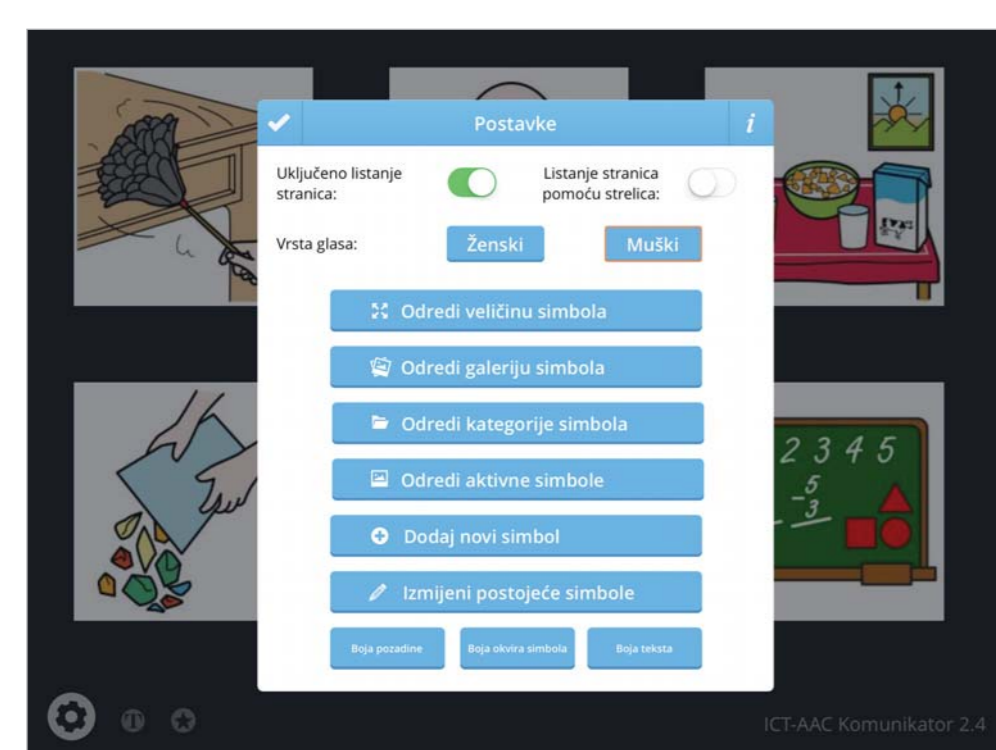 Postavke
i
Uključeno listanje
stranica:
Listanje stranica
pomoću strelica:
Vrsta glasa:
Ženski
Muški
Odredi veličinu simbola
Odredi galeriju simbola
Odredi kategorije simbola
Odredi aktivne simbole
Dodaj novi simbol
Izmijeni postojeće simbole
Boja pozadine
Boja okvira simbola
Boja teksta
2 3 4 5
5
-3
ICT-AAC Komunikator 2.4